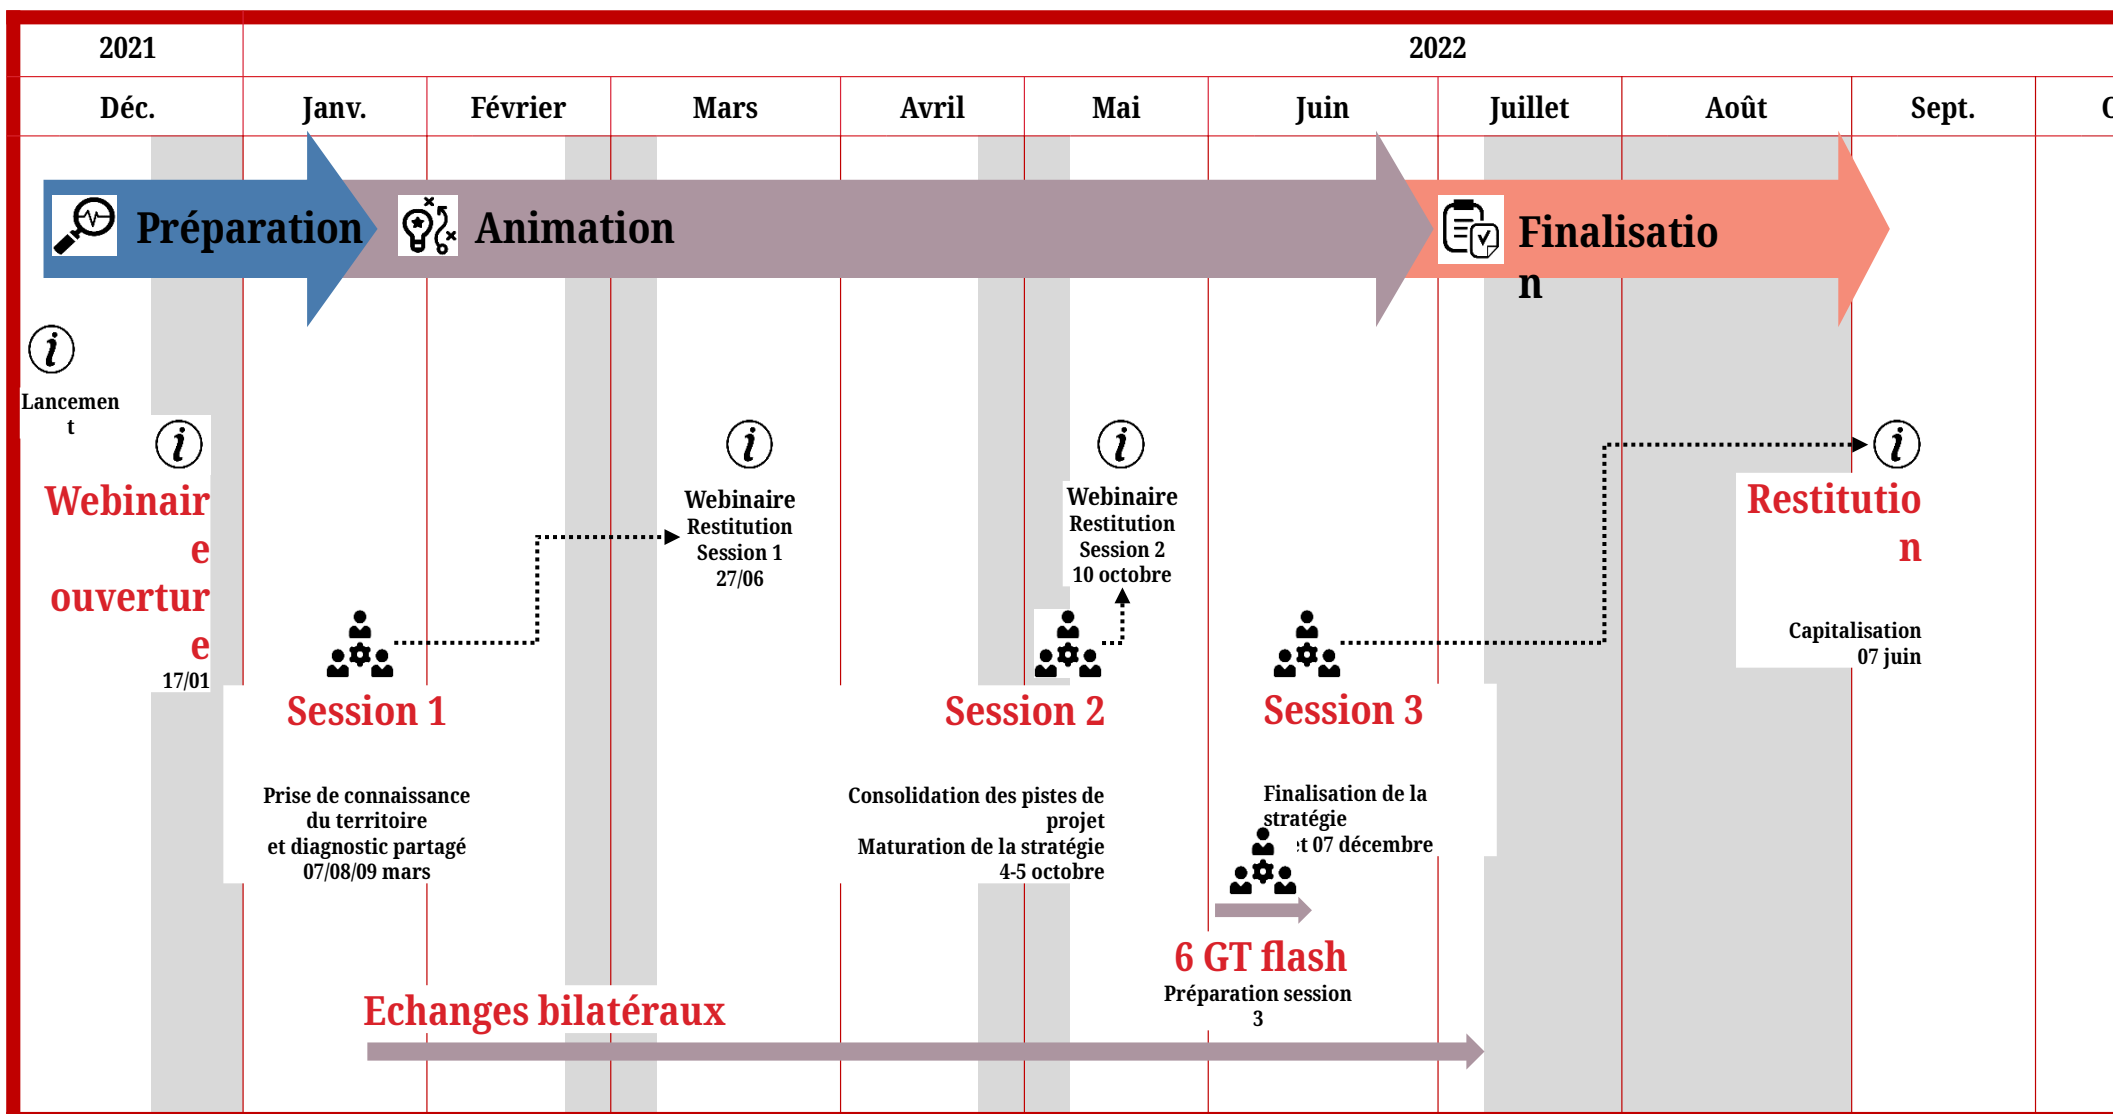 2021
2022
Déc.
Janv.
Février
Mars
Avril
Mai
Juin
Juillet
Août
Sept.
Préparation
Animation
Finalisatio
n
Lancemen
t
Webinair
e
ouvertur
e
17/01
Webinaire
Restitution
Session 1
27/06
Webinaire
Restitution
Session 2
10 octobre
Restitutio
n
Capitalisation
07 juin
Session 1
Prise de connaissance
du territoire
et diagnostic partagé
07/08/09 mars
Session 2
Consolidation des pistes de
projet
Maturation de la stratégie
4-5 octobre
Session 3
Finalisation de la
stratégie
et 07 décembre
6 GT flash
Préparation session
3
Echanges bilatéraux